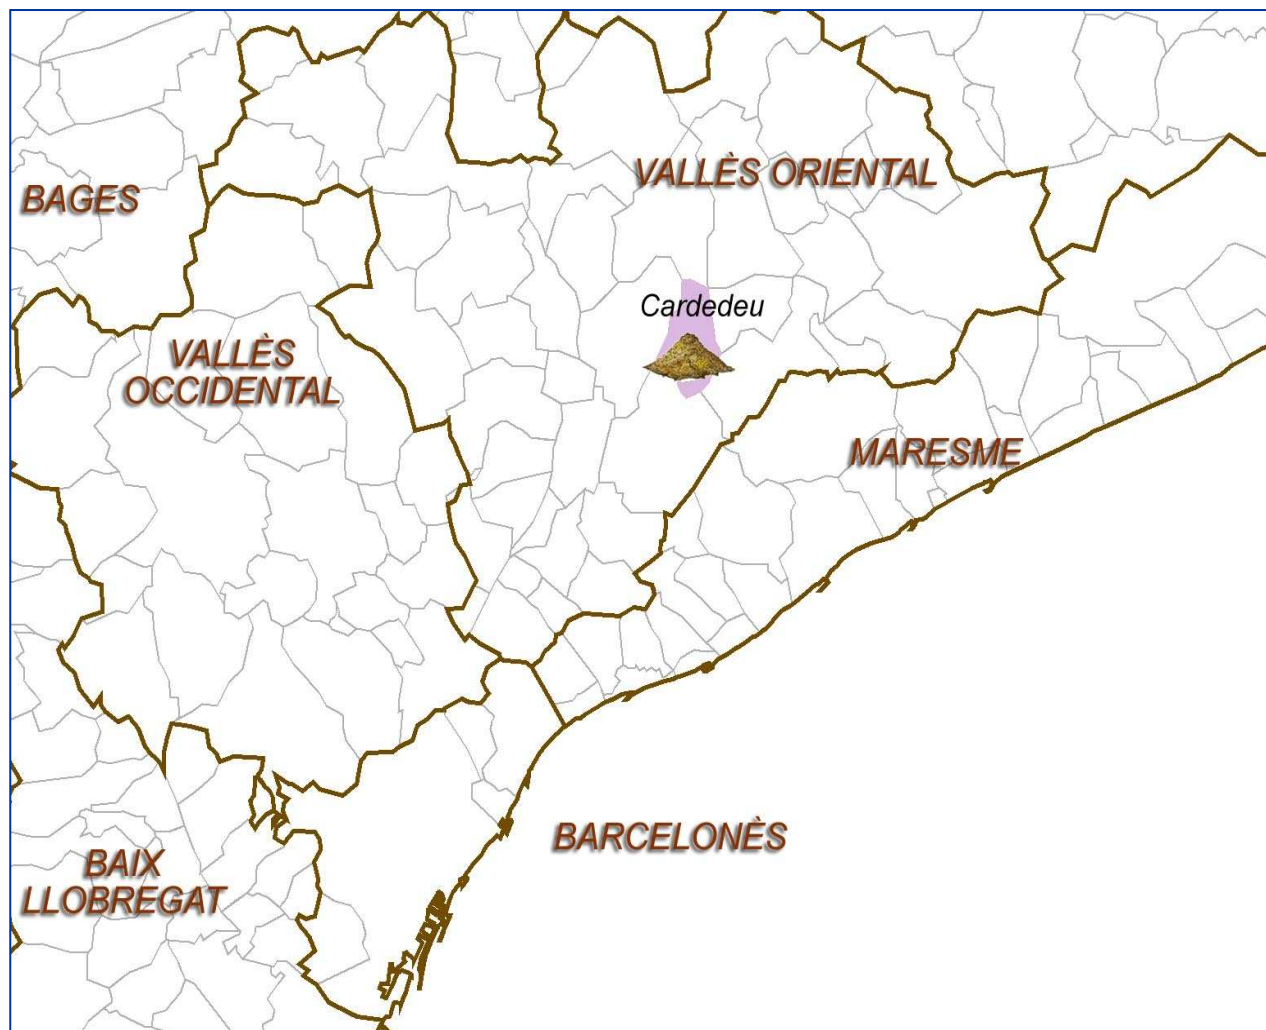 VALLÈS ORIENTAL
BAGES
Cardedeu
VALLÈS
OCCIDENTAL
MARESME
BARCELONÈS
BAIX
LLOBREGAT